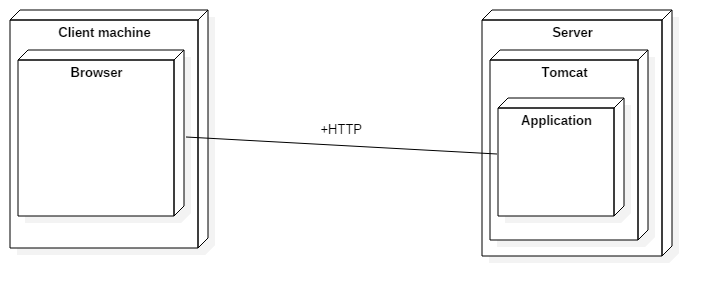 Client machine
Browser
+HTTP
Server
Tomcat
Application